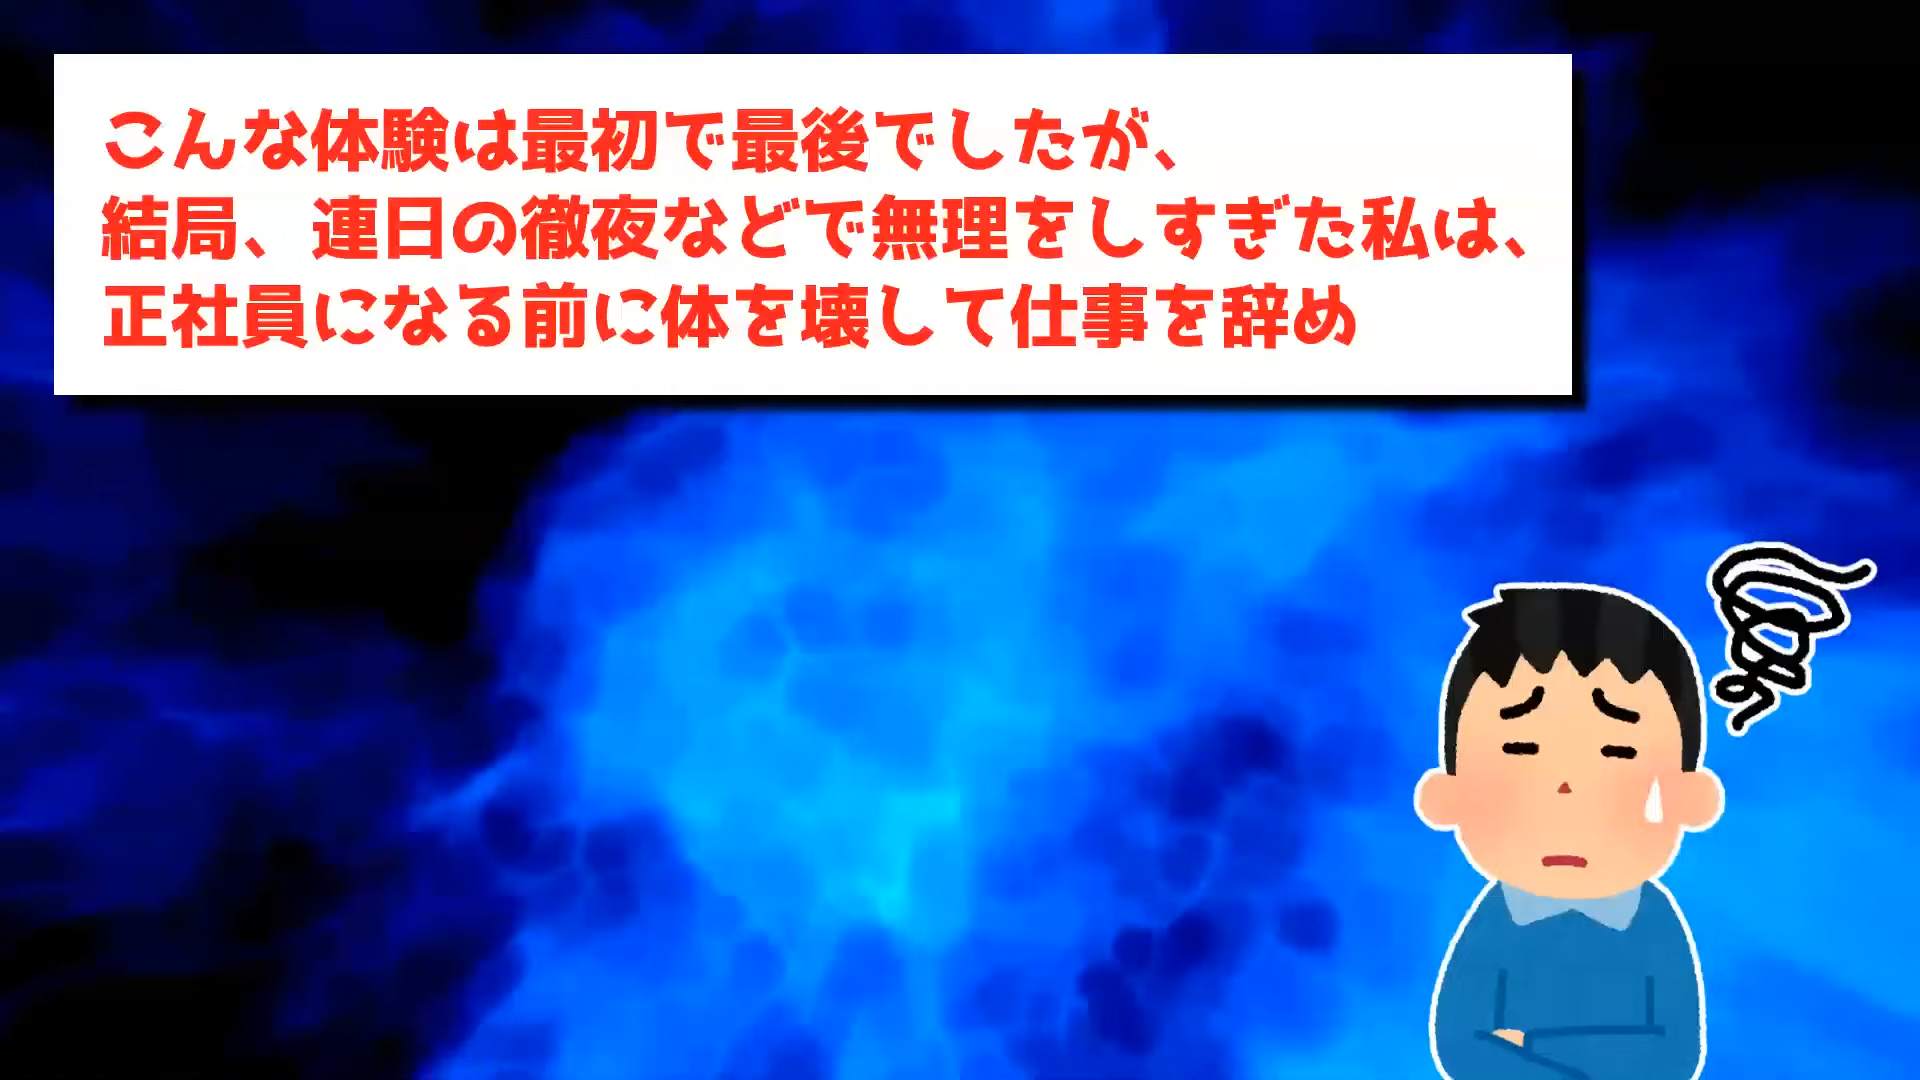 こんな体験は最初で最後でしたが、
結局、連日の徹夜などで無理をしすぎた私は、
正社員になる前に体を壊して仕事を辞め